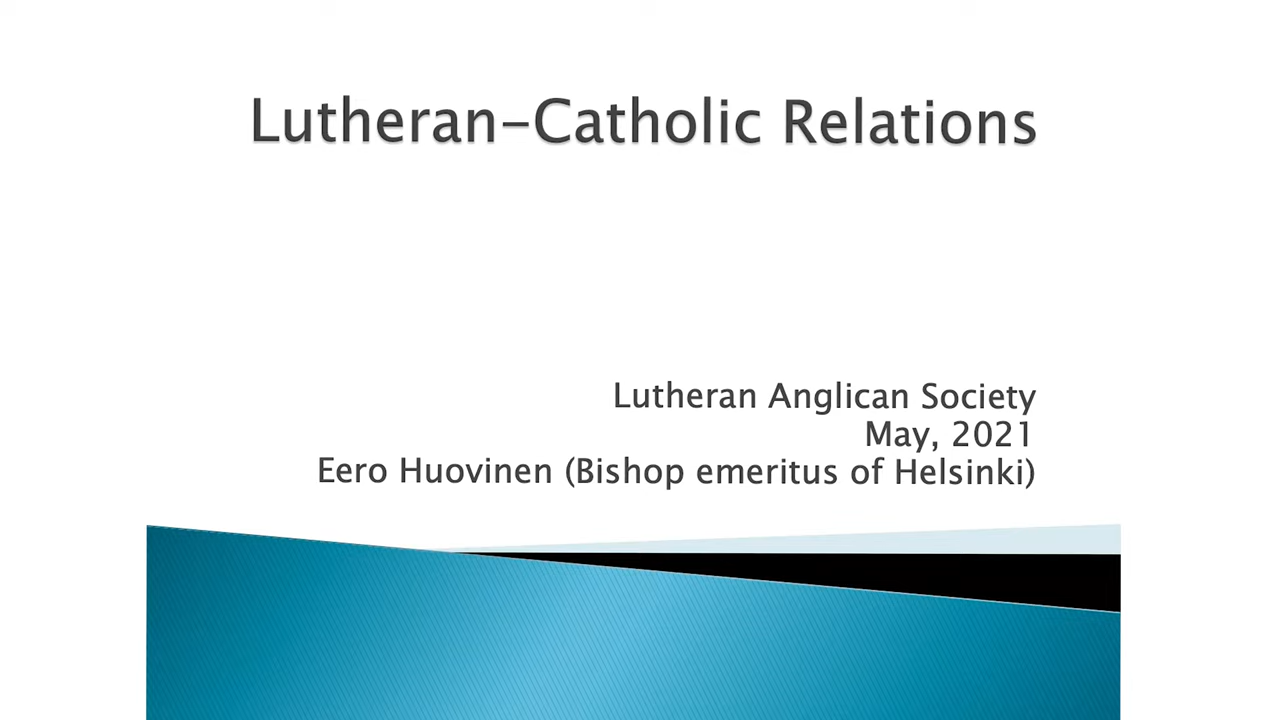 Lutheran-Catholic Relations
Lutheran Anglican Society
May, 2021
Eero Huovinen (Bishop emeritus of Helsinki)